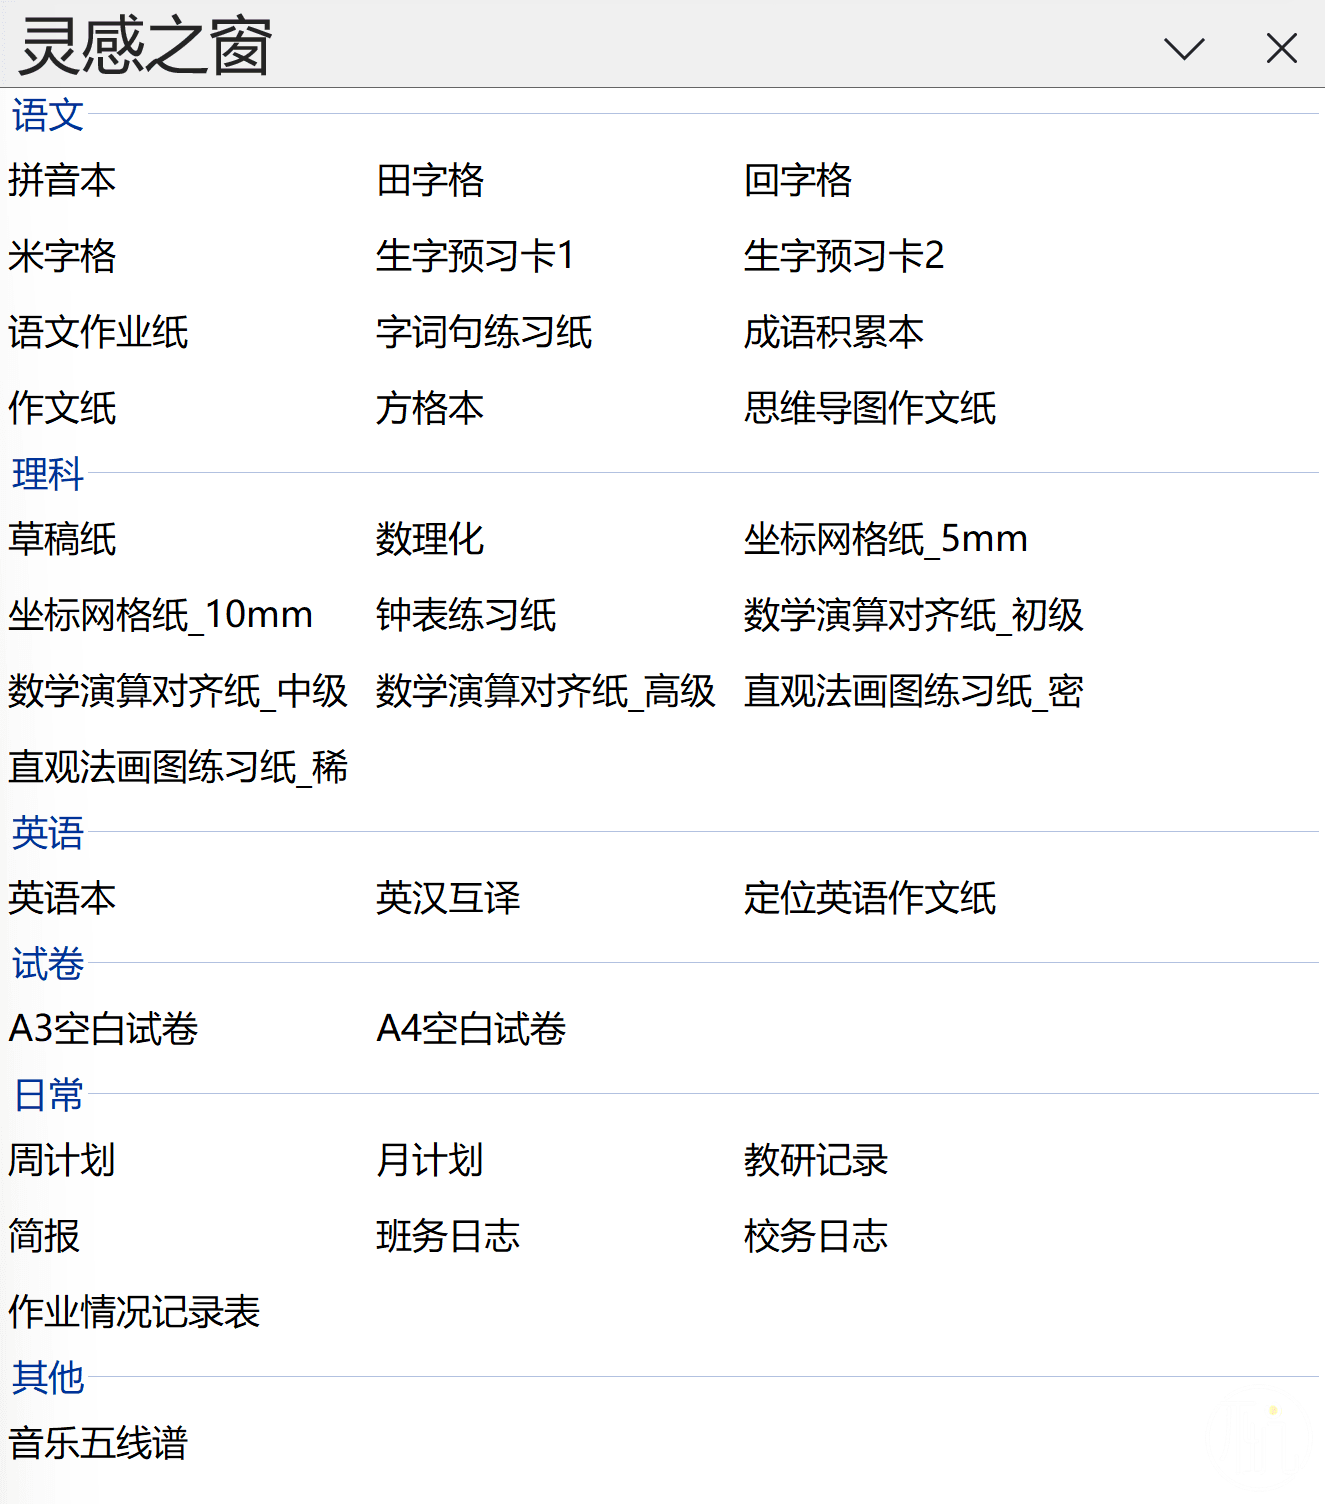 灵感之窗
语文
拼音本 田字格 回字格
米字格 生字预习卡1 生字预习卡2
语文作业纸 字词句练习纸 成语积累本
作文纸 方格本 思维导图作文纸
理科
草稿纸 数理化 坐标网格纸_5mm
坐标网格纸_10mm 钟表练习纸 数学演算对齐纸_初级
数学演算对齐纸_中级 数学演算对齐纸_高级 直观法画图练习纸_密
直观法画图练习纸_稀
英语
英语本 英汉互译 定位英语作文纸
试卷
A3空白试卷 A4空白试卷
日常
周计划 月计划 教研记录
简报 班务日志 校务日志
作业情况记录表
其他
音乐五线谱